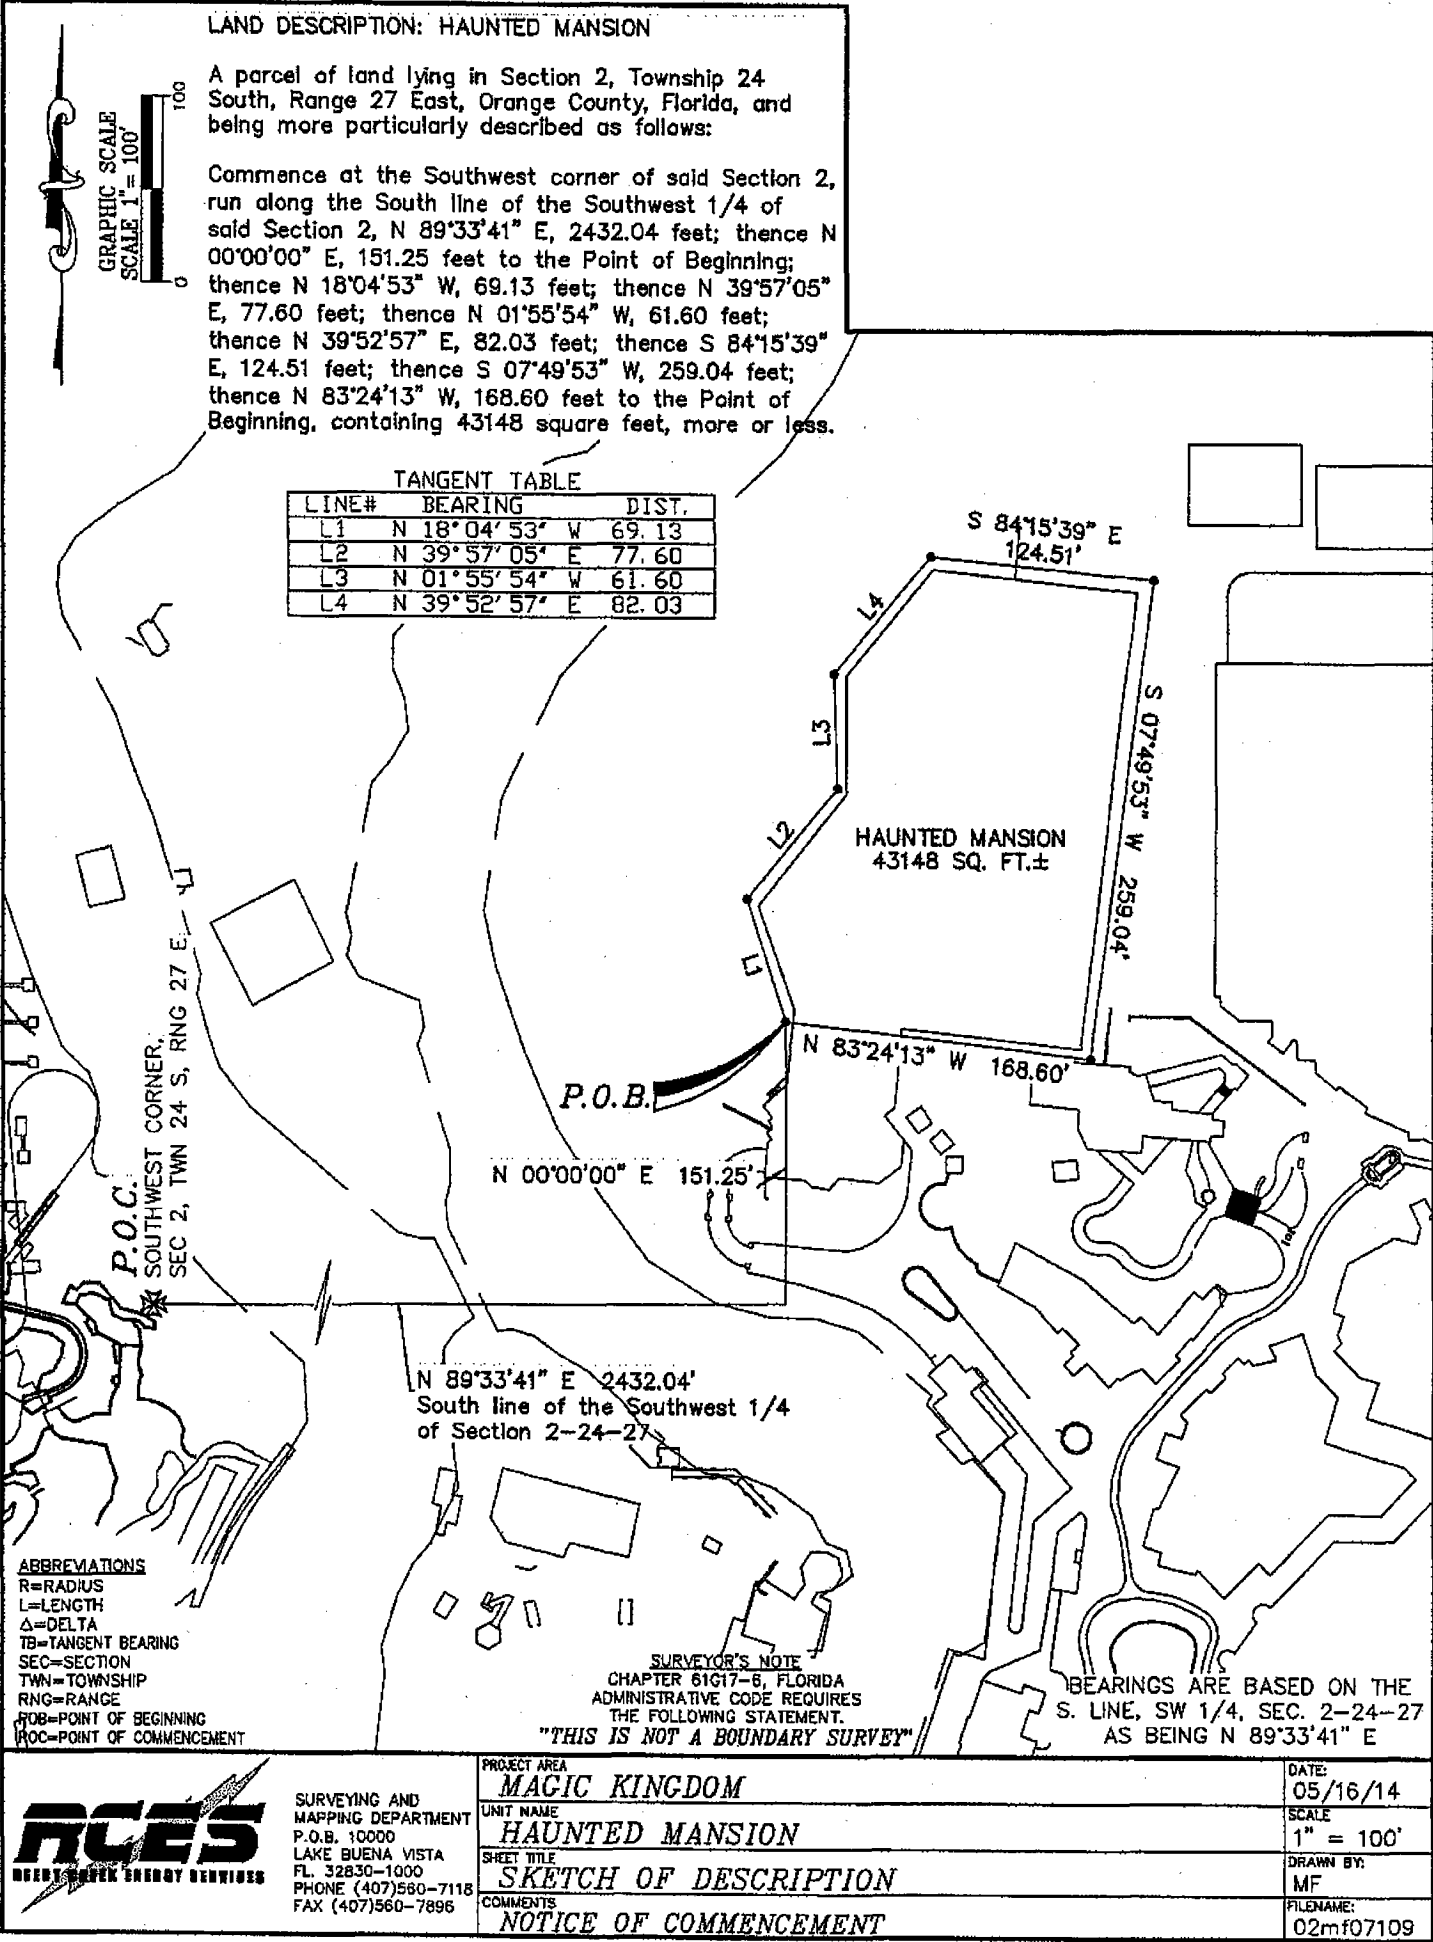 LAND DESCRIPTION: HAUNTED MANSION
A parcel of land lying in Section 2, Township 24
South, Range 27 East, Orange County, Florida, and
being more particularly described as follows:
Commence at the Southwest corner of said Section 2,
run along the South line of the Southwest 1/4 of
said Section 2, N 89°33'41" E, 2432.04 feet; thence N
00°00'00" E, 151.25 feet to the Point of Beginning;
thence N 18°04'53" W, 69.13 feet; thence N 39°57'05"
E, 77.60 feet; thence N 01°55'54" W, 61.60 feet;
thence N 39°52'57" E, 82.03 feet; thence S 84°15'39"
E, 124.51 feet; thence S 07°49'53" W, 259.04 feet;
thence N 83°24'13" W, 168.60 feet to the Point of
Beginning, containing 43148 square feet, more or less.
GRAPHIC SCALE
SCALE 1"= 100'
0
100
TANGENT TABLE
LINE# BEARING DIST.
L1 N 18°04'53" W 69.13
L2 N 39°57'05" E 77.60
L3 N 01°55'54" W 61.60
L4 N 39°52'57" E 82.03
S 84°15'39" E
124.51'
L4
L3
L2
L1
S 07°49'53" W 259.04'
HAUNTED MANSION
43148 SQ. FT.±
N 83°24'13" W 168.60'
P.O.B.
N 00°00'00" E 151.25'
P.O.C.
SOUTHWEST CORNER,
SEC 2, TWN 24 S, RNG 27 E
N 89°33'41" E 2432.04'
South line of the Southwest 1/4
of Section 2-24-27
ABBREVIATIONS
R=RADIUS
L=LENGTH
Δ=DELTA
TB=TANGENT BEARING
SEC=SECTION
TWN=TOWNSHIP
RNG=RANGE
POB=POINT OF BEGINNING
POC=POINT OF COMMENCEMENT
SURVEYOR'S NOTE
CHAPTER 61G17-6, FLORIDA
ADMINISTRATIVE CODE REQUIRES
THE FOLLOWING STATEMENT.
"THIS IS NOT A BOUNDARY SURVEY"
BEARINGS ARE BASED ON THE
S. LINE, SW 1/4, SEC. 2-24-27
AS BEING N 89°33'41" E
RCES
REEDY CREEK ENERGY SERVICES
SURVEYING AND
MAPPING DEPARTMENT
P.O.B. 10000
LAKE BUENA VISTA
FL. 32830-1000
PHONE (407)560-7118
FAX (407)560-7896
PROJECT AREA
MAGIC KINGDOM
UNIT NAME
HAUNTED MANSION
SHEET TITLE
SKETCH OF DESCRIPTION
COMMENTS
NOTICE OF COMMENCEMENT
DATE:
05/16/14
SCALE
1" = 100'
DRAWN BY:
MF
FILENAME:
02mf07109